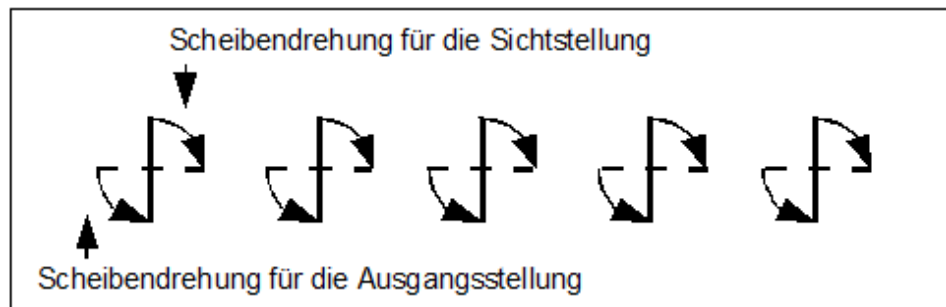 Scheibendrehung für die Sichtstellung
Scheibendrehung für die Ausgangsstellung